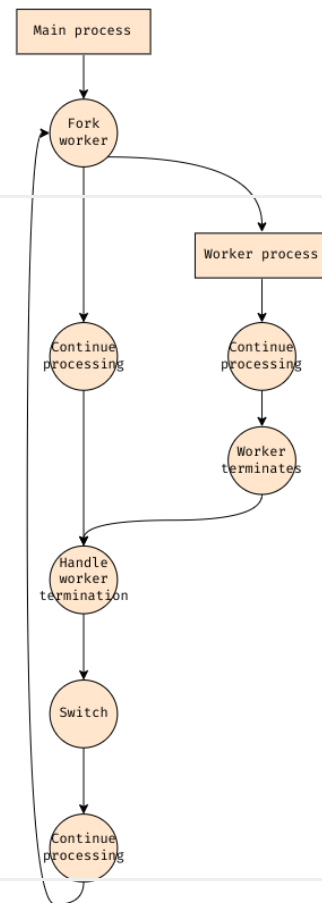 Main process
Fork
worker
Worker process
Continue
processing
Continue
processing
Worker
terminates
Handle
worker
termination
Switch
Continue
processing